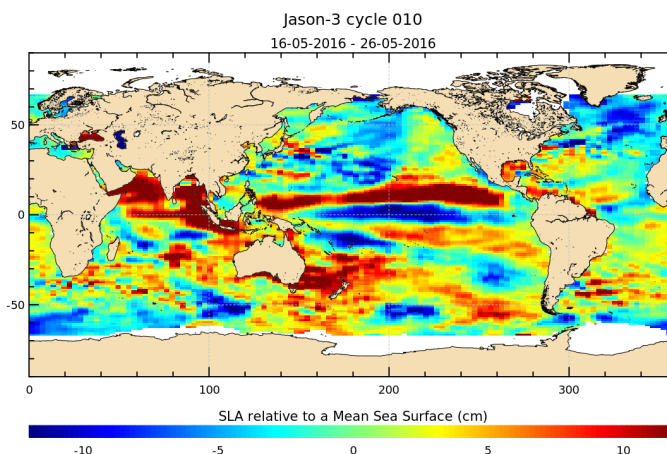 Jason-3 cycle 010
16-05-2016 - 26-05-2016
50
0
-50
0 100 200 300
SLA relative to a Mean Sea Surface (cm)
-10 -5 0 5 10